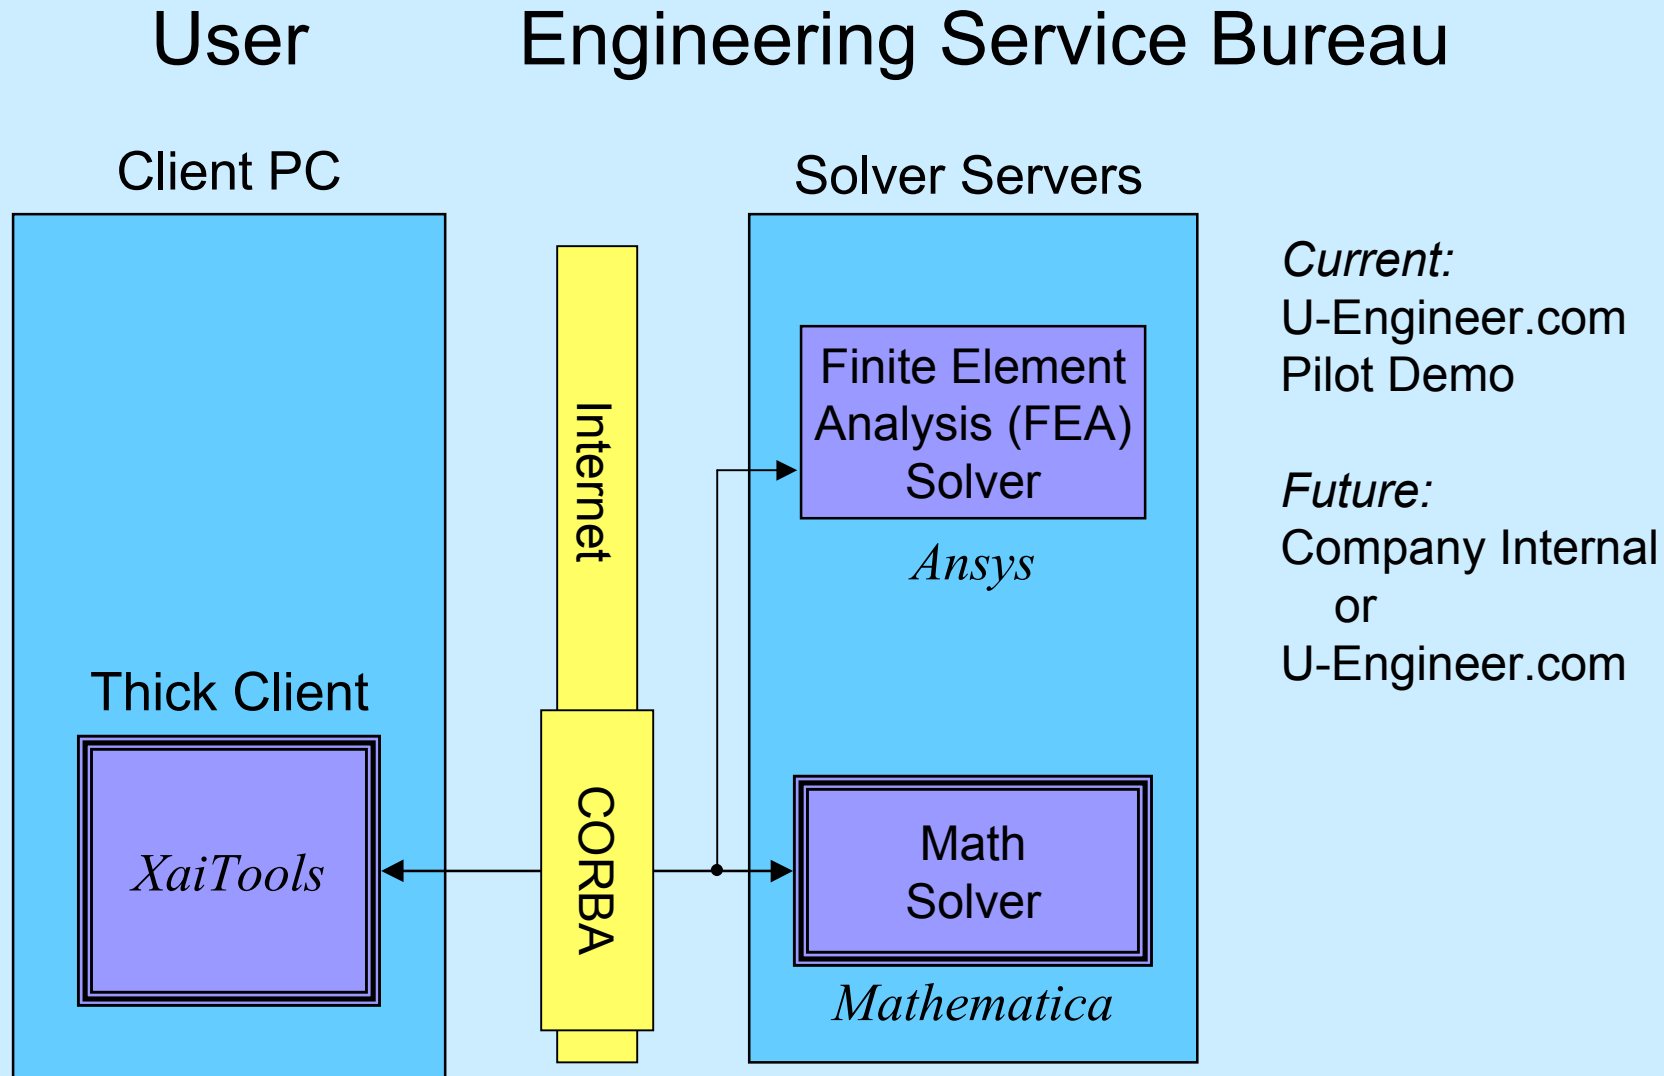 User
Engineering Service Bureau
Client PC
Thick Client
XaiTools
Internet
CORBA
Solver Servers
Finite Element
Analysis (FEA)
Solver
Ansys
Math
Solver
Mathematica
Current:
U-Engineer.com
Pilot Demo
Future:
Company Internal
or
U-Engineer.com